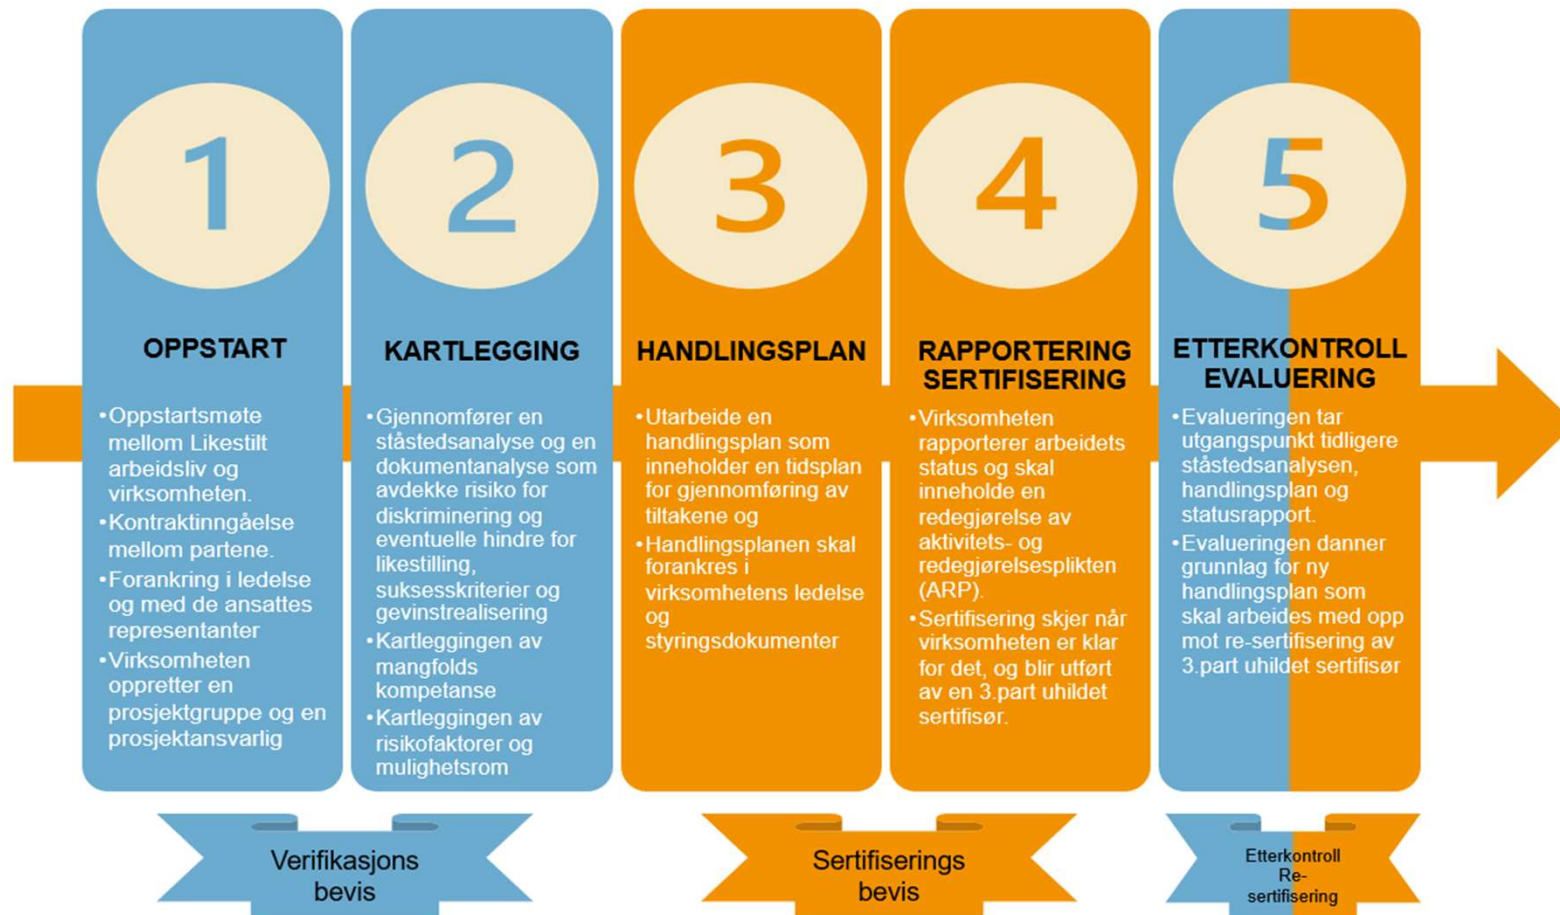 1
OPPSTART
•Oppstartsmøte
mellom Likestilt
arbeidsliv og
virksomheten.
•Kontraktinngåelse
mellom partene.
•Forankring i ledelse
og med de ansattes
representanter
•Virksomheten
oppretter en
prosjektgruppe og en
prosjektansvarlig
2
KARTLEGGING
•Gjennomfører en
ståstedsanalyse og en
dokumentanalyse som
avdekke risiko for
diskriminering og
eventuelle hindre for
likestilling,
suksesskriterier og
gevinstrealisering
•Kartleggingen av
mangfolds
kompetanse
•Kartleggingen av
risikofaktorer og
mulighetsrom
3
HANDLINGSPLAN
•Utarbeide en
handlingsplan som
inneholder en tidsplan
for gjennomføring av
tiltakene og
•Handlingsplanen skal
forankres i
virksomhetens ledelse
og
styringsdokumenter
4
RAPPORTERING
SERTIFISERING
•Virksomheten
rapporterer arbeidets
status og skal
inneholde en
redegjørelse av
aktivitets- og
redegjørelsesplikten
(ARP).
•Sertifisering skjer når
virksomheten er klar
for det, og blir utført
av en 3.part uhildet
sertifisør.
5
ETTERKONTROLL
EVALUERING
•Evalueringen tar
utgangspunkt tidligere
ståstedsanalysen,
handlingsplan og
statusrapport.
•Evalueringen danner
grunnlag for ny
handlingsplan som
skal arbeides med opp
mot re-sertifisering av
3.part uhildet sertifisør
Verifikasjons
bevis
Sertifiserings
bevis
Etterkontroll
Re-
sertifisering